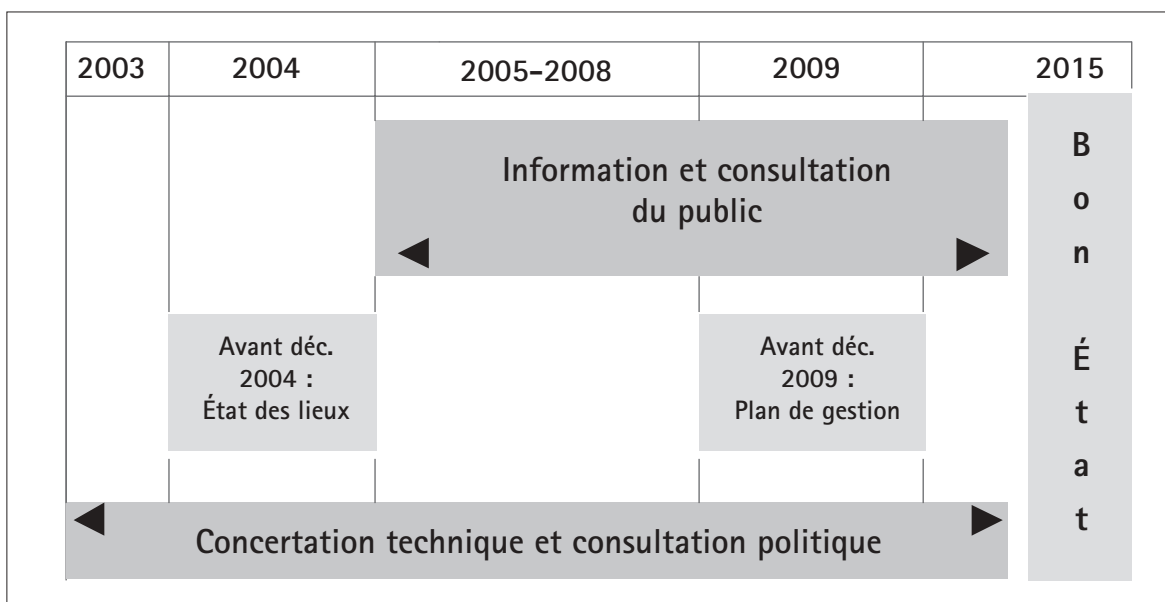 2003 2004 2005-2008 2009 2015
Information et consultation
du public
Avant déc.
2004 :
État des lieux
Avant déc.
2009 :
Plan de gestion
Concertation technique et consultation politique
B
o
n
É
t
a
t